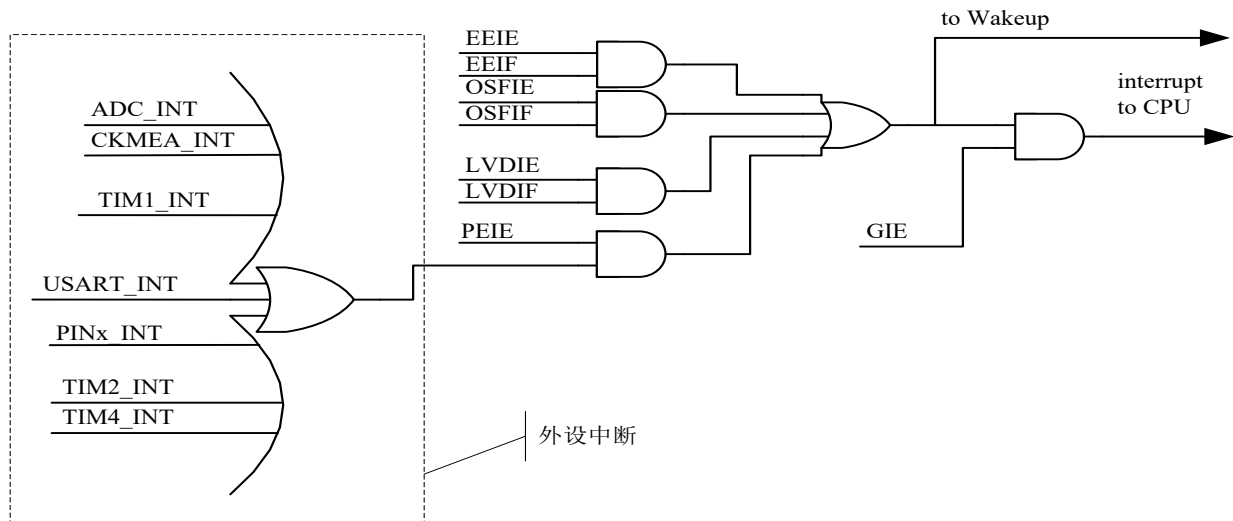 to Wakeup
EEIE
EEIF
OSFIE
OSFIF
interrupt
to CPU
ADC_INT
CKMEA_INT
LVDIE
LVDIF
TIM1_INT
PEIE
GIE
USART_INT
PINx_INT
TIM2_INT
TIM4_INT
外设中断